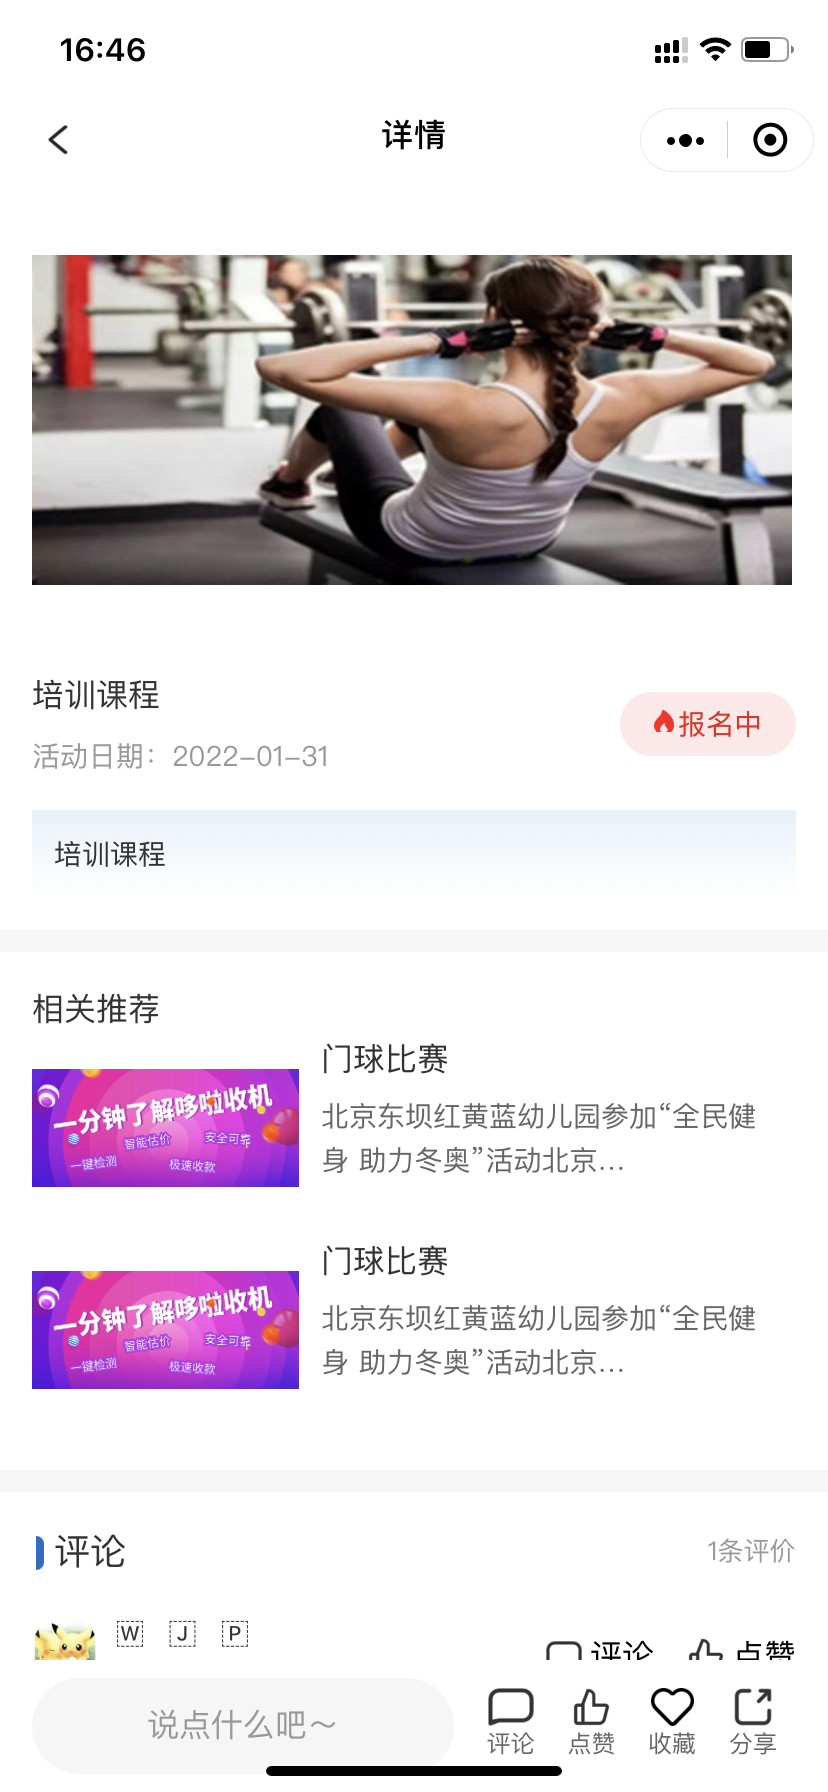 16:46
详情
培训课程
报名中
活动日期：2022-01-31
培训课程
相关推荐
门球比赛
北京东坝红黄蓝幼儿园参加“全民健
身 助力冬奥”活动北京...
一分钟了解哆啦收机
智能估价
安全可靠
一键检测
极速收款
门球比赛
北京东坝红黄蓝幼儿园参加“全民健
身 助力冬奥”活动北京...
一分钟了解哆啦收机
智能估价
安全可靠
一键检测
极速收款
评论
1条评价
W J P
评论 点赞
说点什么吧～
评论 点赞 收藏 分享